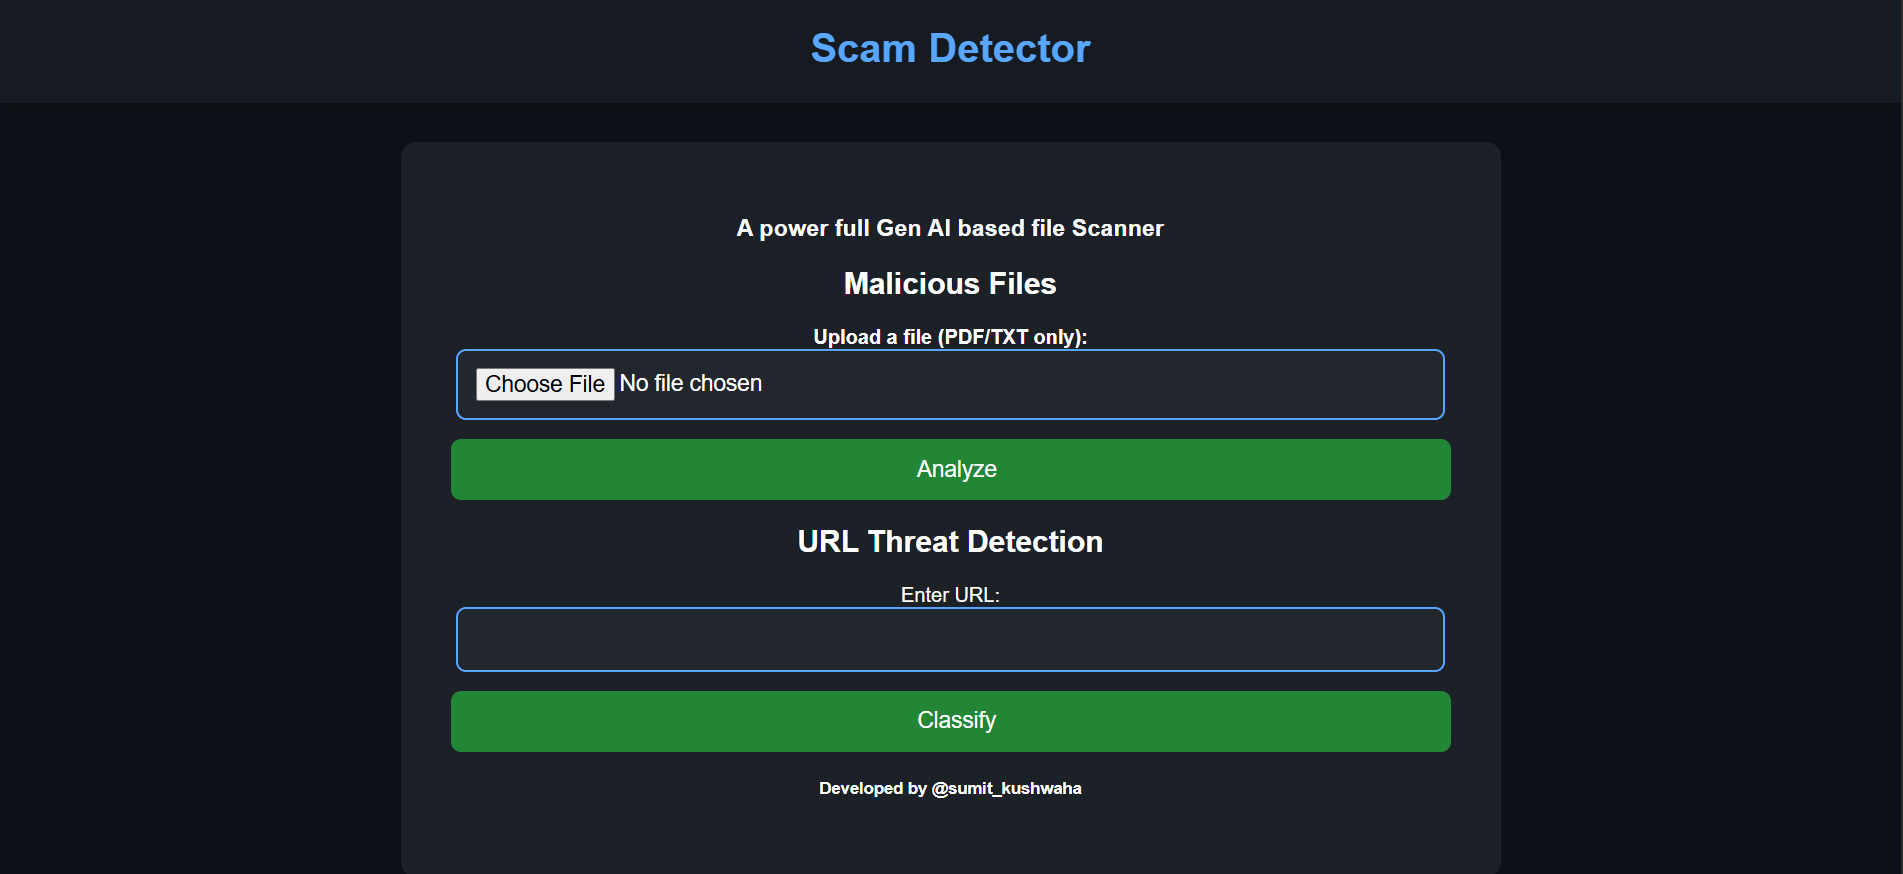 Scam Detector
A power full Gen AI based file Scanner
Malicious Files
Upload a file (PDF/TXT only):
Choose File No file chosen
Analyze
URL Threat Detection
Enter URL:
Classify
Developed by @sumit_kushwaha